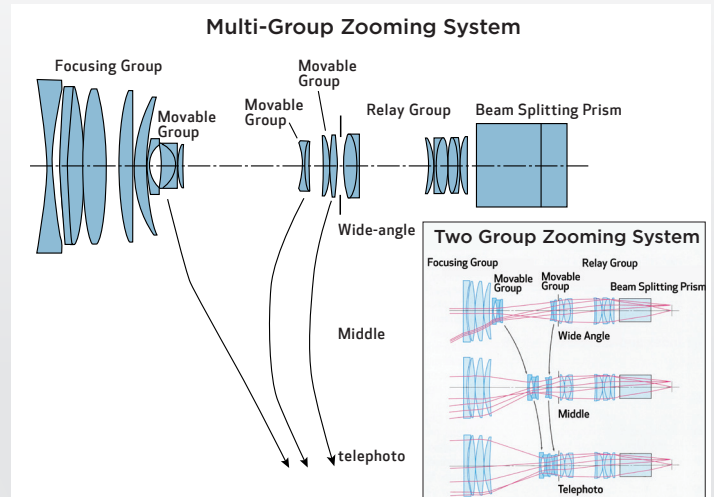 Multi-Group Zooming System
Focusing Group
Movable
Group
Movable
Group
Movable
Group
Relay Group
Beam Splitting Prism
Wide-angle
Middle
telephoto
Two Group Zooming System
Focusing Group
Movable
Group
Movable
Group
Relay Group
Beam Splitting Prism
Wide Angle
Middle
Telephoto